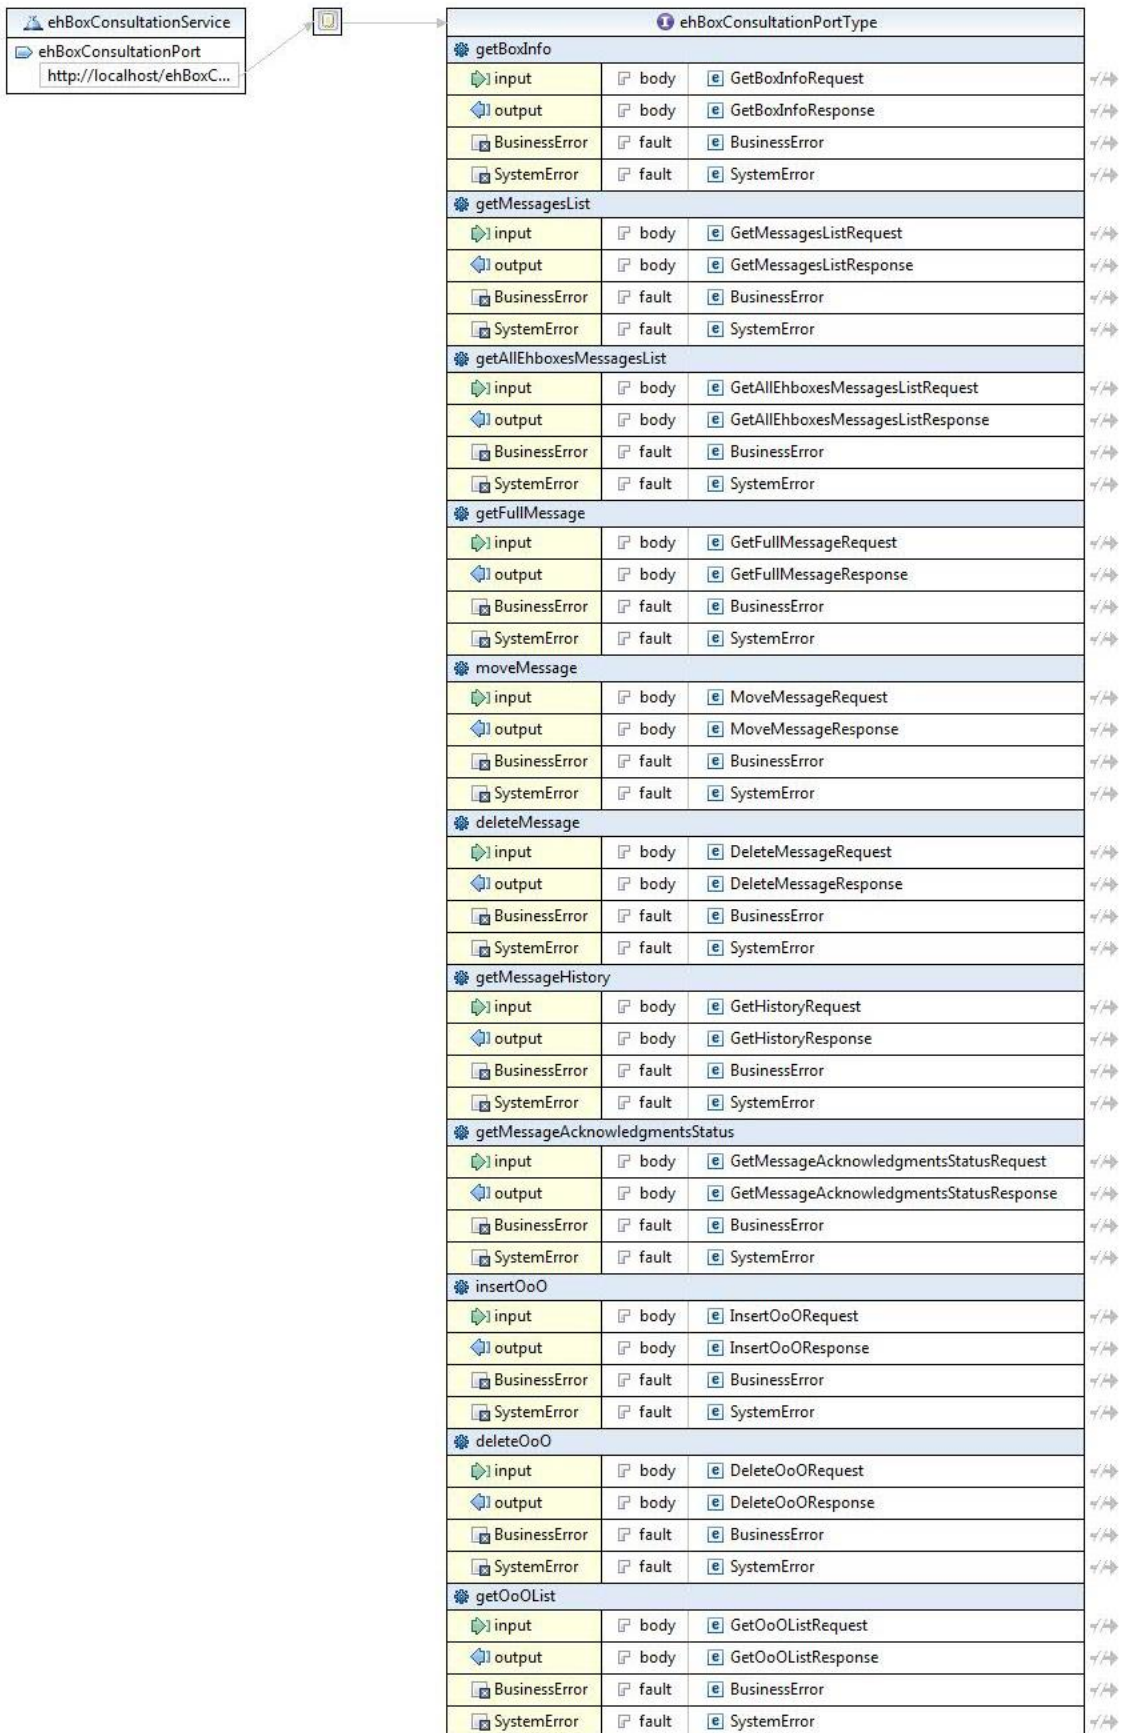 ehBoxConsultationService
ehBoxConsultationPort
http://localhost/ehBoxC...
ehBoxConsultationPortType
getBoxInfo
input body GetBoxInfoRequest
output body GetBoxInfoResponse
BusinessError fault BusinessError
SystemError fault SystemError
getMessagesList
input body GetMessagesListRequest
output body GetMessagesListResponse
BusinessError fault BusinessError
SystemError fault SystemError
getAllEhboxesMessagesList
input body GetAllEhboxesMessagesListRequest
output body GetAllEhboxesMessagesListResponse
BusinessError fault BusinessError
SystemError fault SystemError
getFullMessage
input body GetFullMessageRequest
output body GetFullMessageResponse
BusinessError fault BusinessError
SystemError fault SystemError
moveMessage
input body MoveMessageRequest
output body MoveMessageResponse
BusinessError fault BusinessError
SystemError fault SystemError
deleteMessage
input body DeleteMessageRequest
output body DeleteMessageResponse
BusinessError fault BusinessError
SystemError fault SystemError
getMessageHistory
input body GetHistoryRequest
output body GetHistoryResponse
BusinessError fault BusinessError
SystemError fault SystemError
getMessageAcknowledgmentsStatus
input body GetMessageAcknowledgmentsStatusRequest
output body GetMessageAcknowledgmentsStatusResponse
BusinessError fault BusinessError
SystemError fault SystemError
insertOoO
input body InsertOoORequest
output body InsertOoOResponse
BusinessError fault BusinessError
SystemError fault SystemError
deleteOoO
input body DeleteOoORequest
output body DeleteOoOResponse
BusinessError fault BusinessError
SystemError fault SystemError
getOoOList
input body GetOoOListRequest
output body GetOoOListResponse
BusinessError fault BusinessError
SystemError fault SystemError